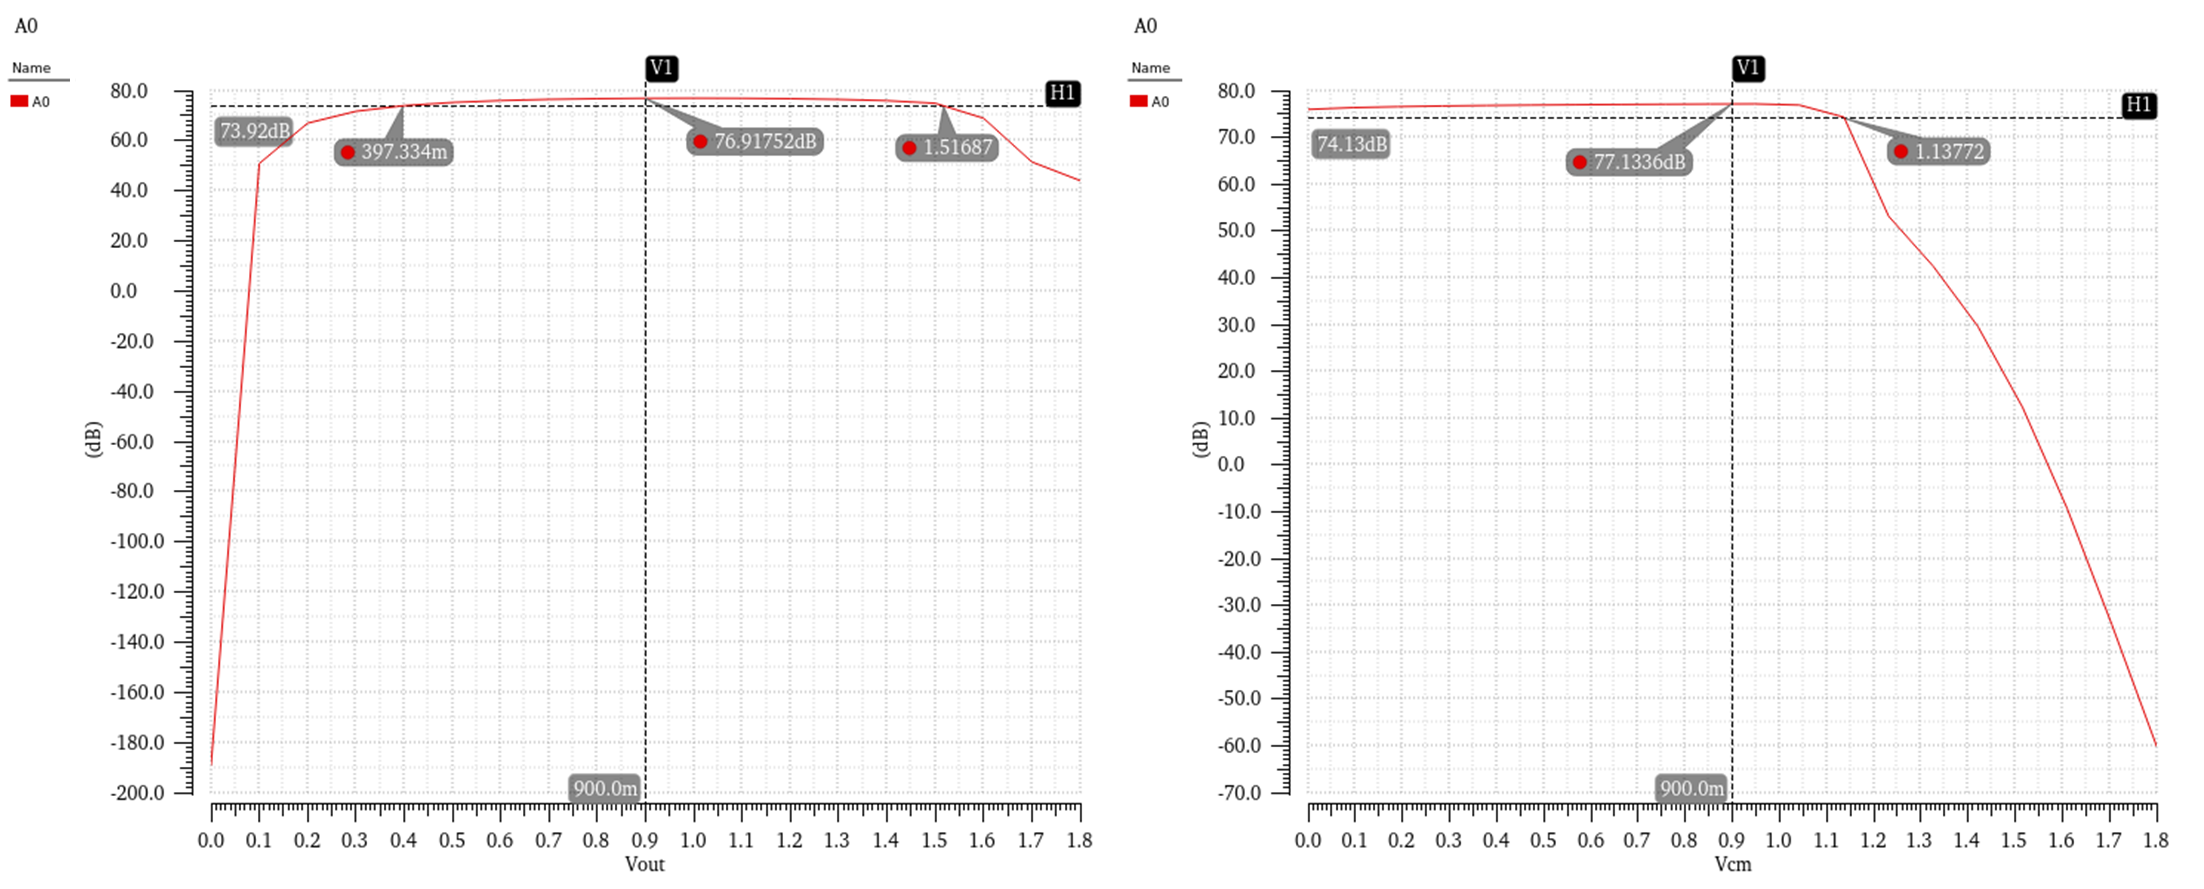 A0
Name
A0
V1
H1
80.0
60.0
40.0
20.0
0.0
-20.0
-40.0
-60.0
-80.0
-100.0
-120.0
-140.0
-160.0
-180.0
-200.0
(dB)
73.92dB
397.334m
76.91752dB
1.51687
900.0m
0.0 0.1 0.2 0.3 0.4 0.5 0.6 0.7 0.8 0.9 1.0 1.1 1.2 1.3 1.4 1.5 1.6 1.7 1.8
Vout
A0
Name
A0
V1
H1
80.0
70.0
60.0
50.0
40.0
30.0
20.0
10.0
0.0
-10.0
-20.0
-30.0
-40.0
-50.0
-60.0
-70.0
(dB)
74.13dB
77.1336dB
1.13772
900.0m
0.0 0.1 0.2 0.3 0.4 0.5 0.6 0.7 0.8 0.9 1.0 1.1 1.2 1.3 1.4 1.5 1.6 1.7 1.8
Vcm